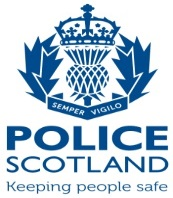 SEMPER VIGILO
POLICE
SCOTLAND
Keeping people safe